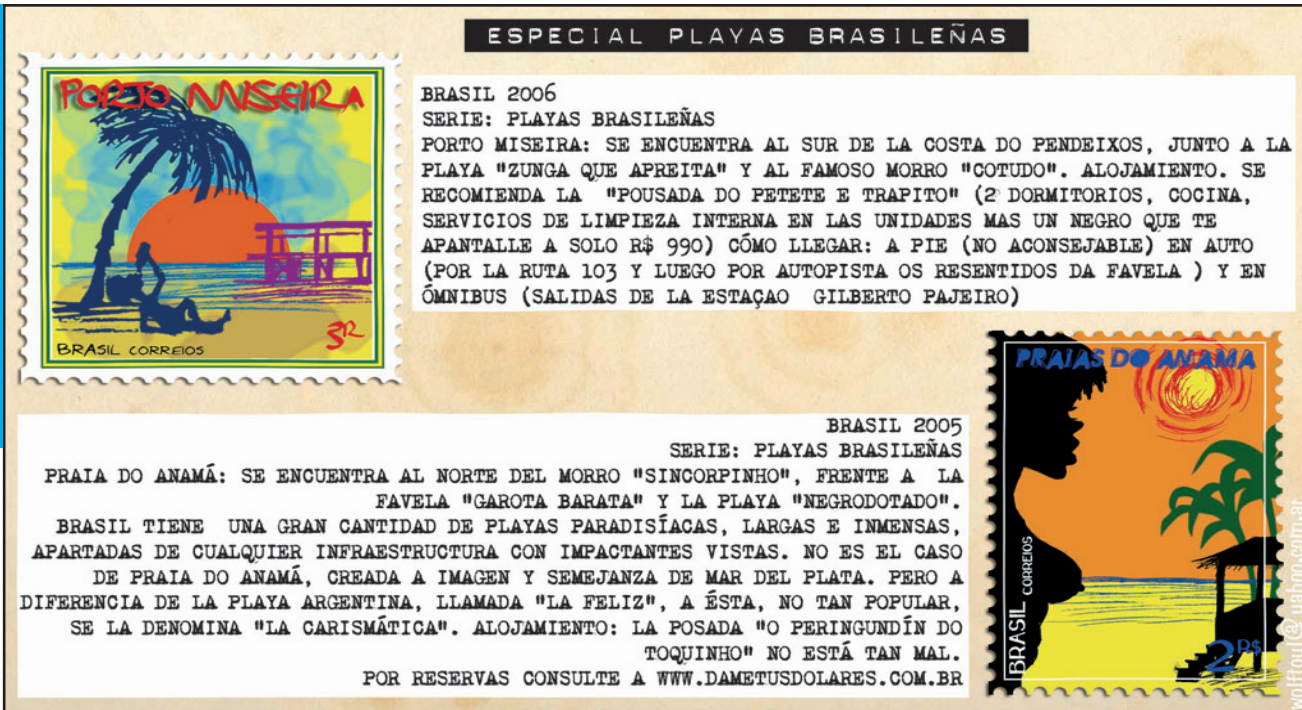 ESPECIAL PLAYAS BRASILEÑAS
PORTO MISEIRA
BRASIL CORREIOS
3R
BRASIL 2006
SERIE: PLAYAS BRASILEÑAS
PORTO MISEIRA: SE ENCUENTRA AL SUR DE LA COSTA DO PENDEIXOS, JUNTO A LA
PLAYA "ZUNGA QUE APREITA" Y AL FAMOSO MORRO "COTUDO". ALOJAMIENTO. SE
RECOMIENDA LA "POUSADA DO PETETE E TRAPITO" (2 DORMITORIOS, COCINA,
SERVICIOS DE LIMPIEZA INTERNA EN LAS UNIDADES MAS UN NEGRO QUE TE
APANTALLE A SOLO R$ 990) CÓMO LLEGAR: A PIE (NO ACONSEJABLE) EN AUTO
(POR LA RUTA 103 Y LUEGO POR AUTOPISTA OS RESENTIDOS DA FAVELA ) Y EN
ÓMNIBUS (SALIDAS DE LA ESTAÇAO GILBERTO PAJEIRO)
PRAIAS DO ANAMA
BRASIL CORREIOS
2R$
BRASIL 2005
SERIE: PLAYAS BRASILEÑAS
PRAIA DO ANAMÁ: SE ENCUENTRA AL NORTE DEL MORRO "SINCORPINHO", FRENTE A LA
FAVELA "GAROTA BARATA" Y LA PLAYA "NEGRODOTADO".
BRASIL TIENE UNA GRAN CANTIDAD DE PLAYAS PARADISÍACAS, LARGAS E INMENSAS,
APARTADAS DE CUALQUIER INFRAESTRUCTURA CON IMPACTANTES VISTAS. NO ES EL CASO
DE PRAIA DO ANAMÁ, CREADA A IMAGEN Y SEMEJANZA DE MAR DEL PLATA. PERO A
DIFERENCIA DE LA PLAYA ARGENTINA, LLAMADA "LA FELIZ", A ÉSTA, NO TAN POPULAR,
SE LA DENOMINA "LA CARISMÁTICA". ALOJAMIENTO: LA POSADA "O PERINGUNDÍN DO
TOQUINHO" NO ESTÁ TAN MAL.
POR RESERVAS CONSULTE A WWW.DAMETUSDOLARES.COM.BR